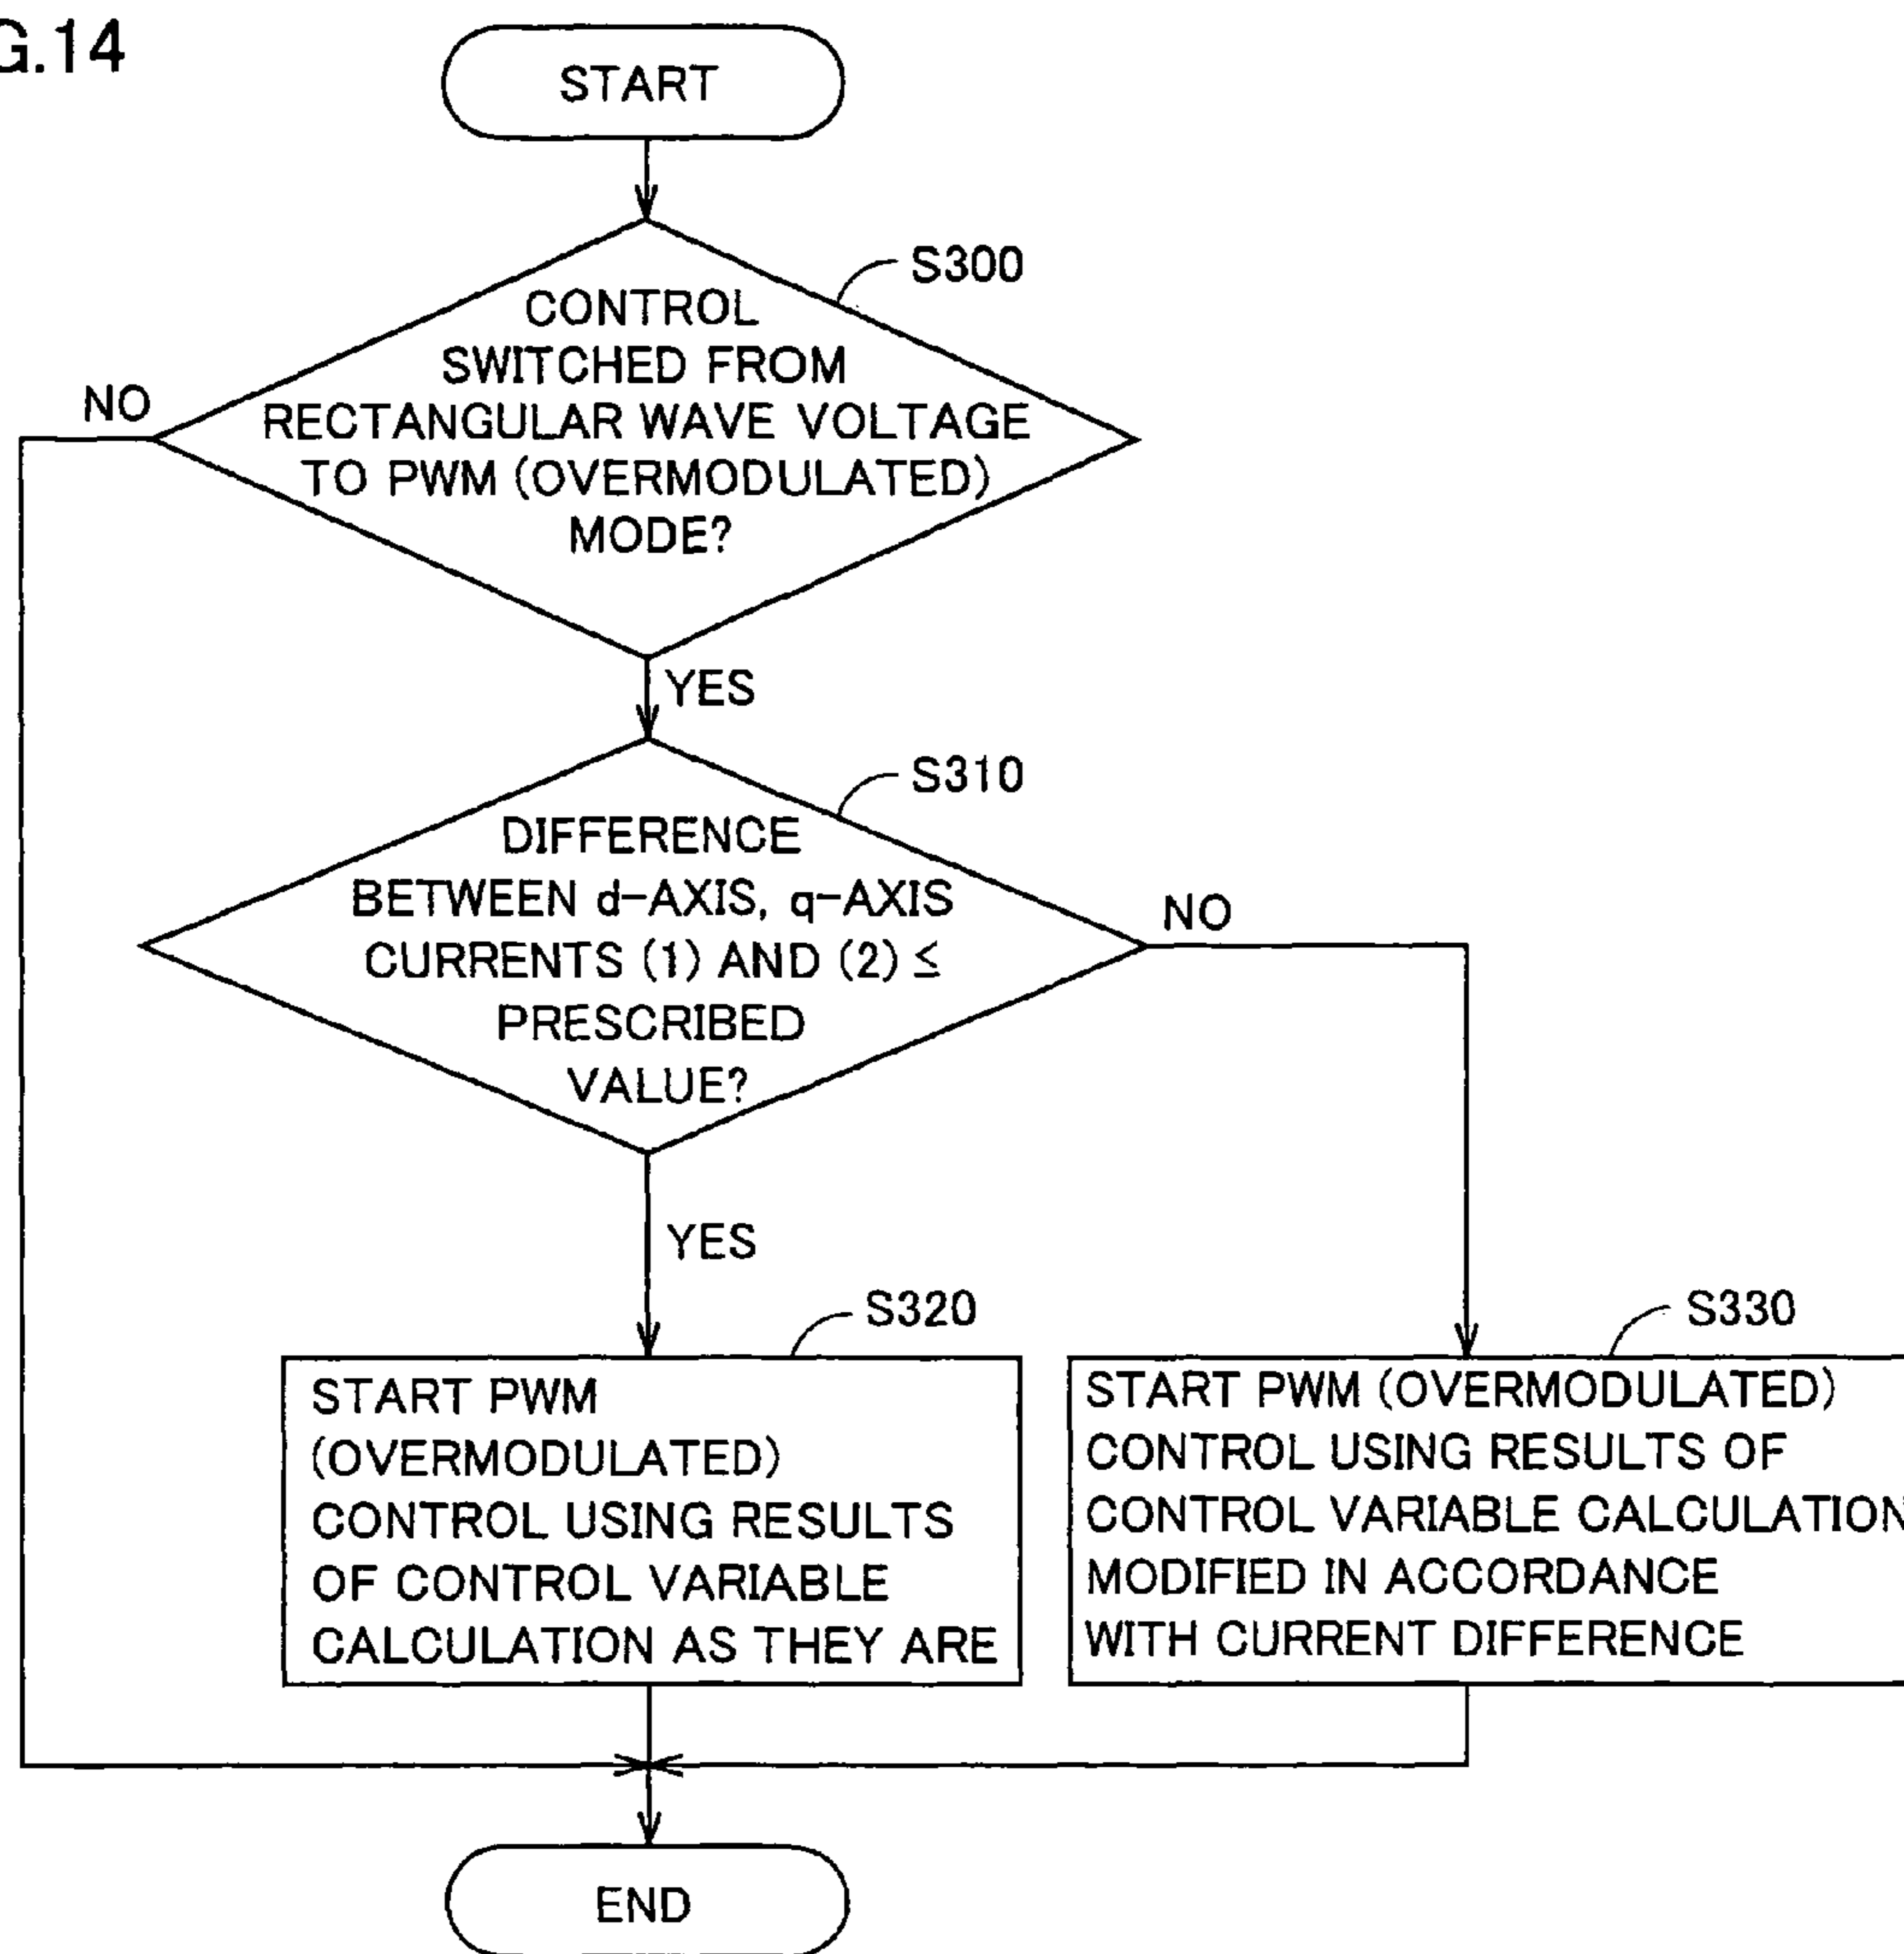 G.14
START
S300
CONTROL
SWITCHED FROM
RECTANGULAR WAVE VOLTAGE
TO PWM (OVERMODULATED)
MODE?
NO
YES
S310
DIFFERENCE
BETWEEN d-AXIS, q-AXIS
CURRENTS (1) AND (2) ≤
PRESCRIBED
VALUE?
NO
YES
S320
START PWM
(OVERMODULATED)
CONTROL USING RESULTS
OF CONTROL VARIABLE
CALCULATION AS THEY ARE
S330
START PWM (OVERMODULATED)
CONTROL USING RESULTS OF
CONTROL VARIABLE CALCULATION
MODIFIED IN ACCORDANCE
WITH CURRENT DIFFERENCE
END